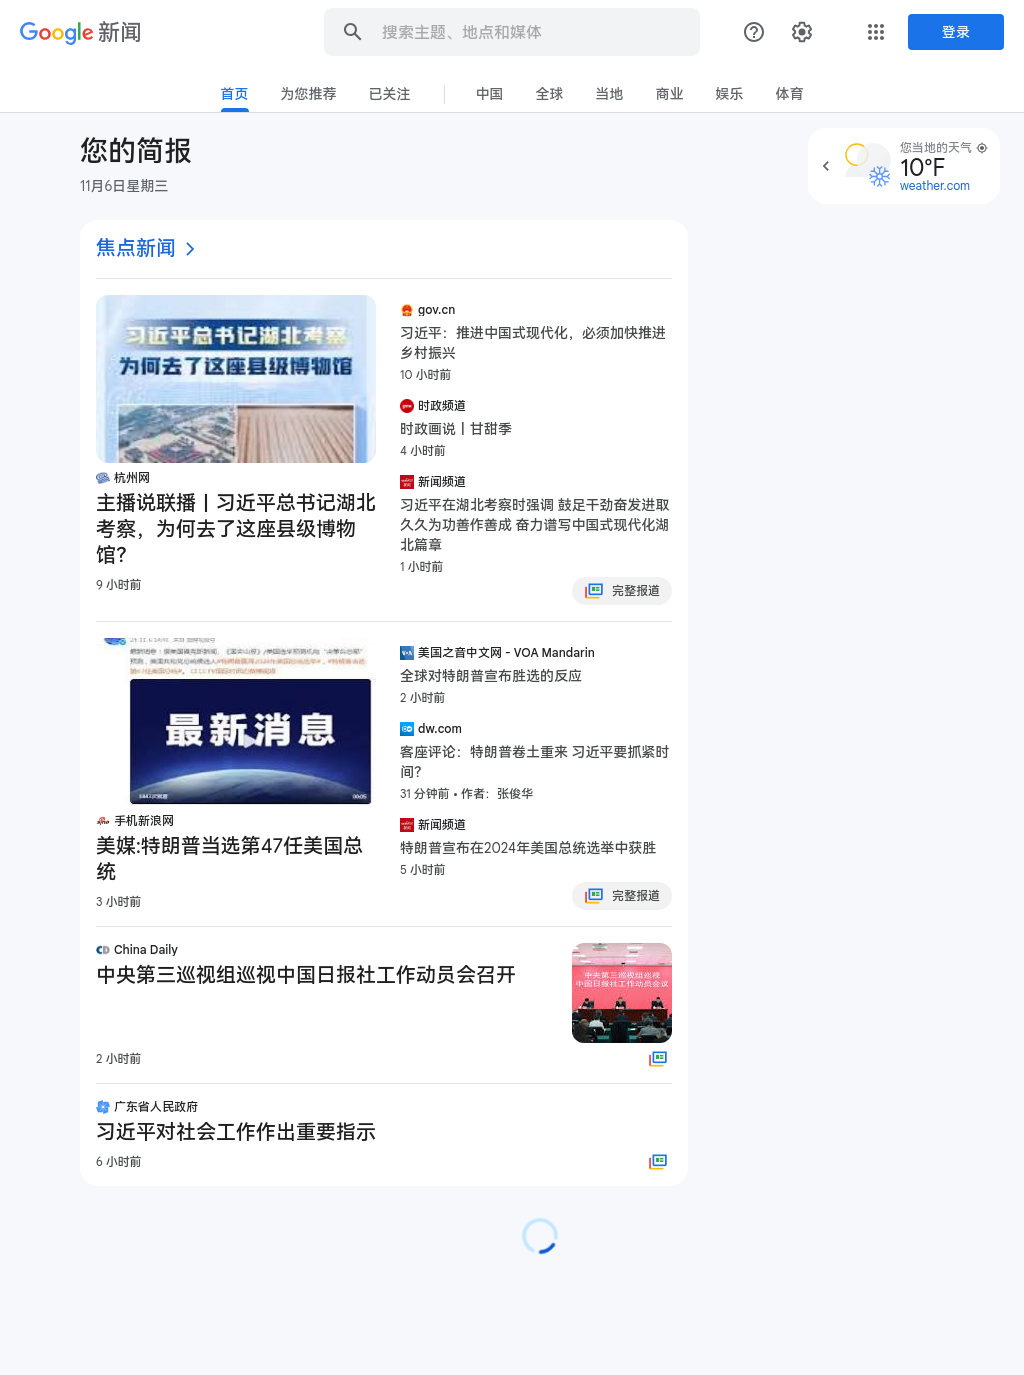 Google 新闻
搜索主题、地点和媒体
登录
首页
为您推荐
已关注
中国
全球
当地
商业
娱乐
体育
您的简报
11月6日星期三
您当地的天气
10°F
weather.com
焦点新闻
习近平总书记湖北考察
为何去了这座县级博物馆
杭州网
主播说联播丨习近平总书记湖北
考察，为何去了这座县级博物
馆？
9 小时前
gov.cn
习近平：推进中国式现代化，必须加快推进
乡村振兴
10 小时前
时政频道
时政画说丨甘甜季
4 小时前
新闻频道
习近平在湖北考察时强调 鼓足干劲奋发进取
久久为功善作善成 奋力谱写中国式现代化湖
北篇章
1 小时前
完整报道
最新消息
手机新浪网
美媒:特朗普当选第47任美国总
统
3 小时前
美国之音中文网 - VOA Mandarin
全球对特朗普宣布胜选的反应
2 小时前
dw.com
客座评论：特朗普卷土重来 习近平要抓紧时
间？
31 分钟前 • 作者：张俊华
新闻频道
特朗普宣布在2024年美国总统选举中获胜
5 小时前
完整报道
China Daily
中央第三巡视组巡视中国日报社工作动员会召开
2 小时前
中央第三巡视组巡视
中国日报社工作动员会议
广东省人民政府
习近平对社会工作作出重要指示
6 小时前